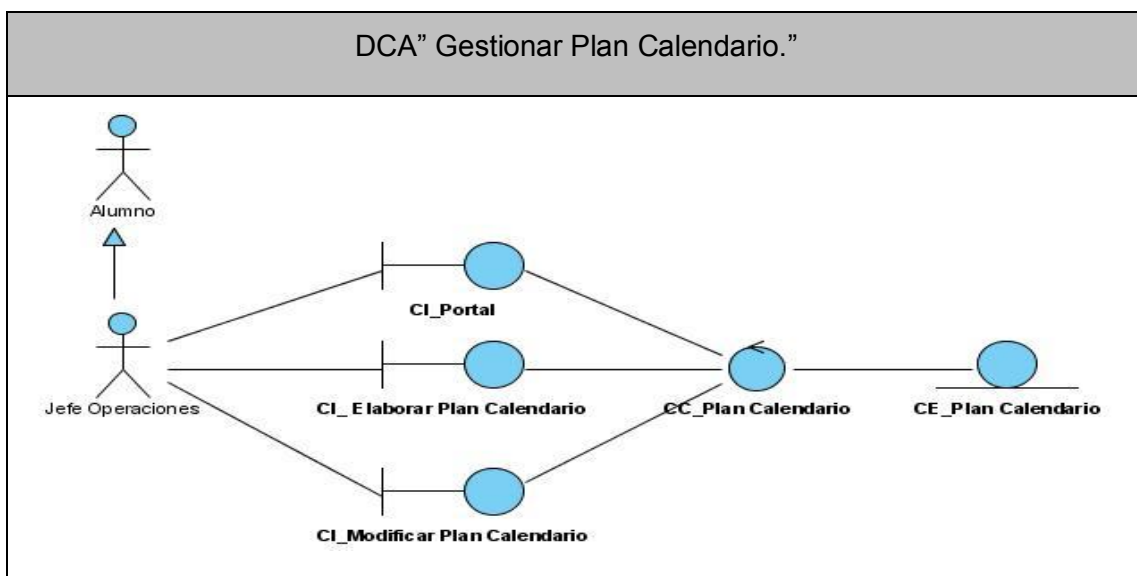 DCA” Gestionar Plan Calendario.”
Alumno
CI_Portal
Jefe Operaciones
CI_ Elaborar Plan Calendario
CC_Plan Calendario
CE_Plan Calendario
CI_Modificar Plan Calendario